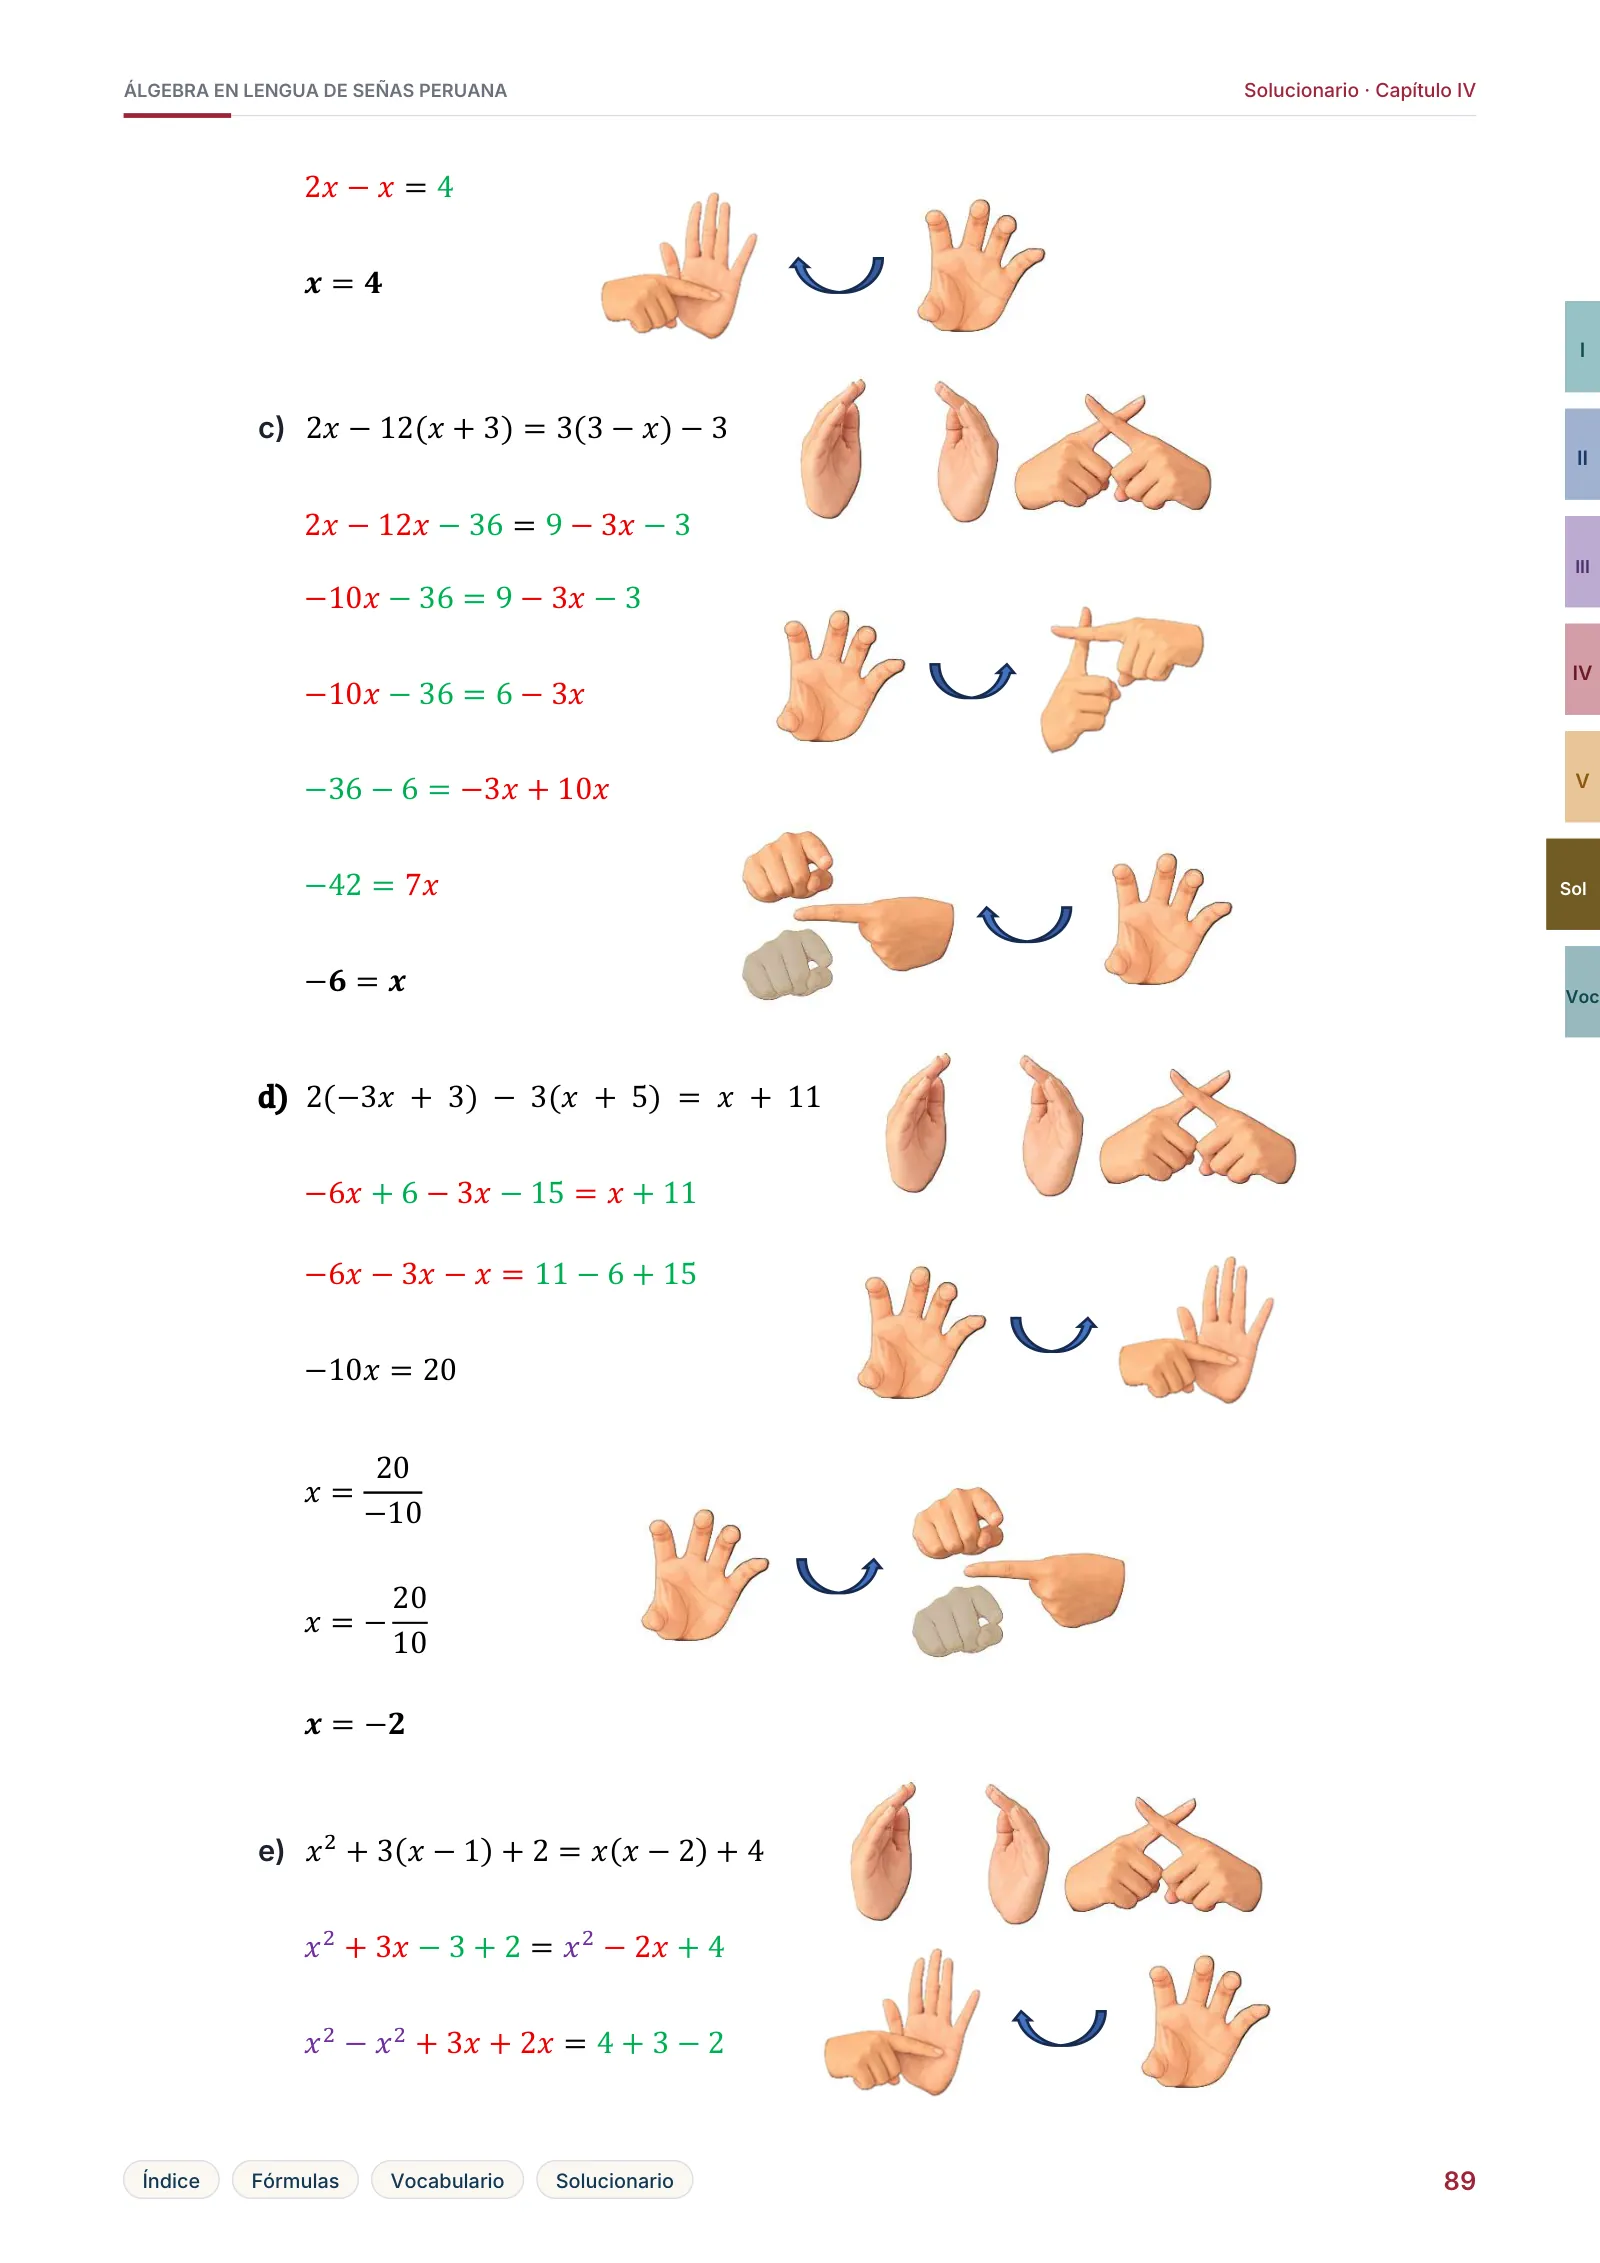 ÁLGEBRA EN LENGUA DE SEÑAS PERUANA
Solucionario · Capítulo IV
2x − x = 4
x = 4
c) 2x − 12(x + 3) = 3(3 − x) − 3
2x − 12x − 36 = 9 − 3x − 3
−10x − 36 = 9 − 3x − 3
−10x − 36 = 6 − 3x
−36 − 6 = −3x + 10x
−42 = 7x
−6 = x
d) 2(−3x + 3) − 3(x + 5) = x + 11
−6x + 6 − 3x − 15 = x + 11
−6x − 3x − x = 11 − 6 + 15
−10x = 20
x = 20/−10
x = −20/10
x = −2
e) x² + 3(x − 1) + 2 = x(x − 2) + 4
x² + 3x − 3 + 2 = x² − 2x + 4
x² − x² + 3x + 2x = 4 + 3 − 2
I
II
III
IV
V
Sol
Voc
Índice
Fórmulas
Vocabulario
Solucionario
89